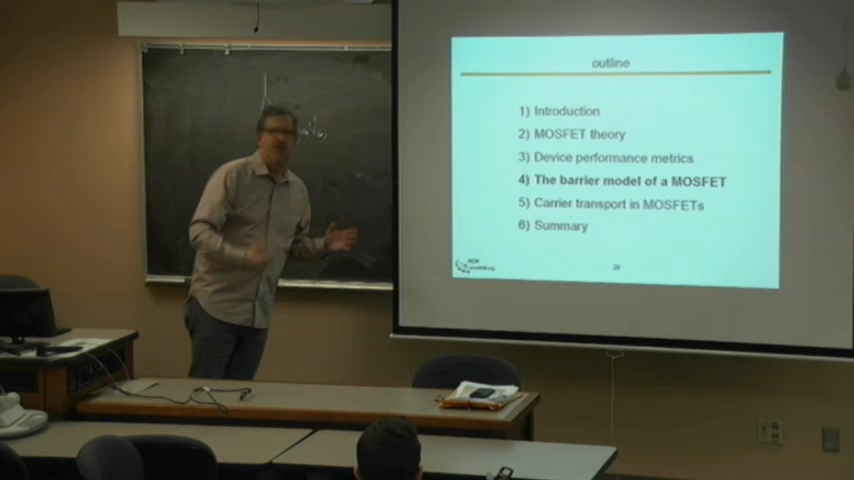 outline
1) Introduction
2) MOSFET theory
3) Device performance metrics
4) The barrier model of a MOSFET
5) Carrier transport in MOSFETs
6) Summary